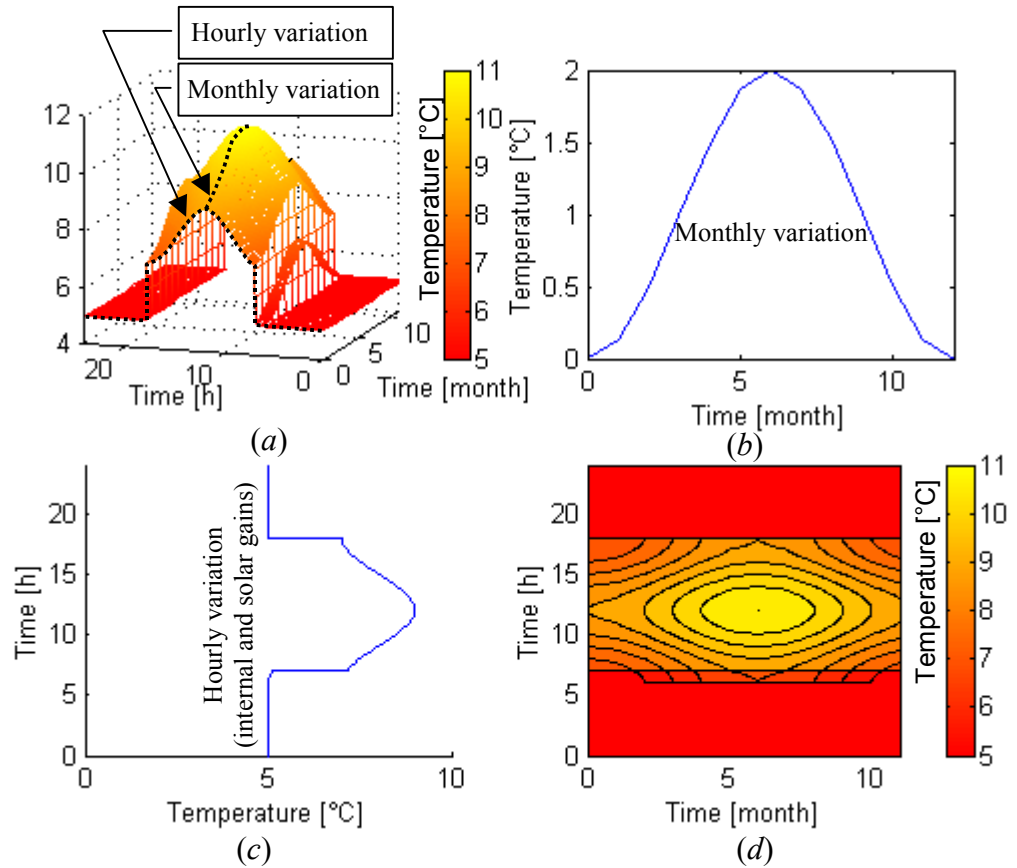 Hourly variation
Monthly variation
12
10
8
6
4
20
10
0
Time [h]
0
5
10
Time [month]
11
10
9
8
7
6
5
Temperature [°C]
(a)
2
1.5
1
0.5
0
Temperature [°C]
Monthly variation
0
5
10
Time [month]
(b)
20
15
10
5
0
Time [h]
Hourly variation
(internal and solar gains)
0
5
10
Temperature [°C]
(c)
20
15
10
5
0
Time [h]
0
5
10
Time [month]
Temperature [°C]
11
10
9
8
7
6
5
(d)